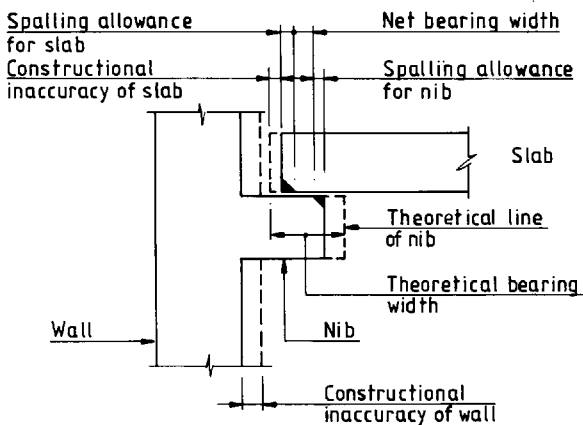 Spalling allowance
for slab
Net bearing width
Constructional
inaccuracy of slab
Spalling allowance
for nib
Slab
Theoretical line
of nib
Theoretical bearing
width
Wall
Nib
Constructional
inaccuracy of wall